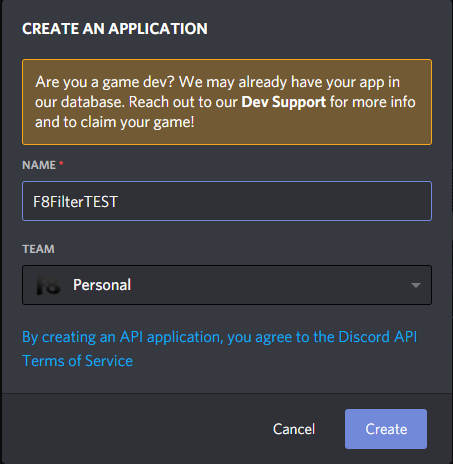 CREATE AN APPLICATION
Are you a game dev? We may already have your app in
our database. Reach out to our Dev Support for more info
and to claim your game!
NAME *
F8FilterTEST
TEAM
F8 Personal
By creating an API application, you agree to the Discord API
Terms of Service
Cancel Create